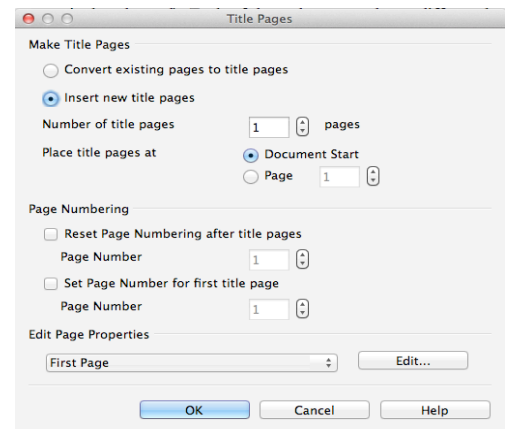 Title Pages
Make Title Pages
Convert existing pages to title pages
Insert new title pages
Number of title pages 1 pages
Place title pages at Document Start
Page 1
Page Numbering
Reset Page Numbering after title pages
Page Number 1
Set Page Number for first title page
Page Number 1
Edit Page Properties
First Page Edit...
OK Cancel Help